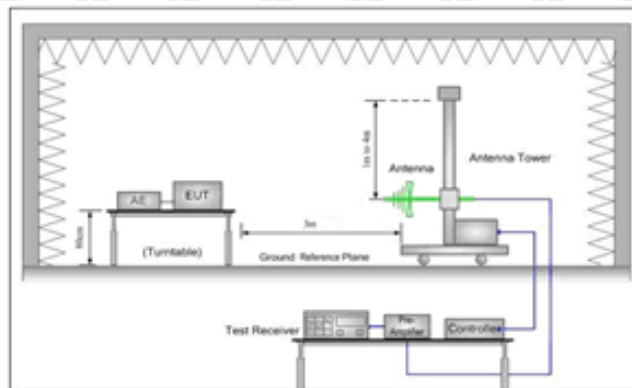 1m to 4m
Antenna
Antenna Tower
AE
EUT
80cm
3m
(Turntable)
Ground Reference Plane
Test Receiver
Pre-
Amplifier
Controller